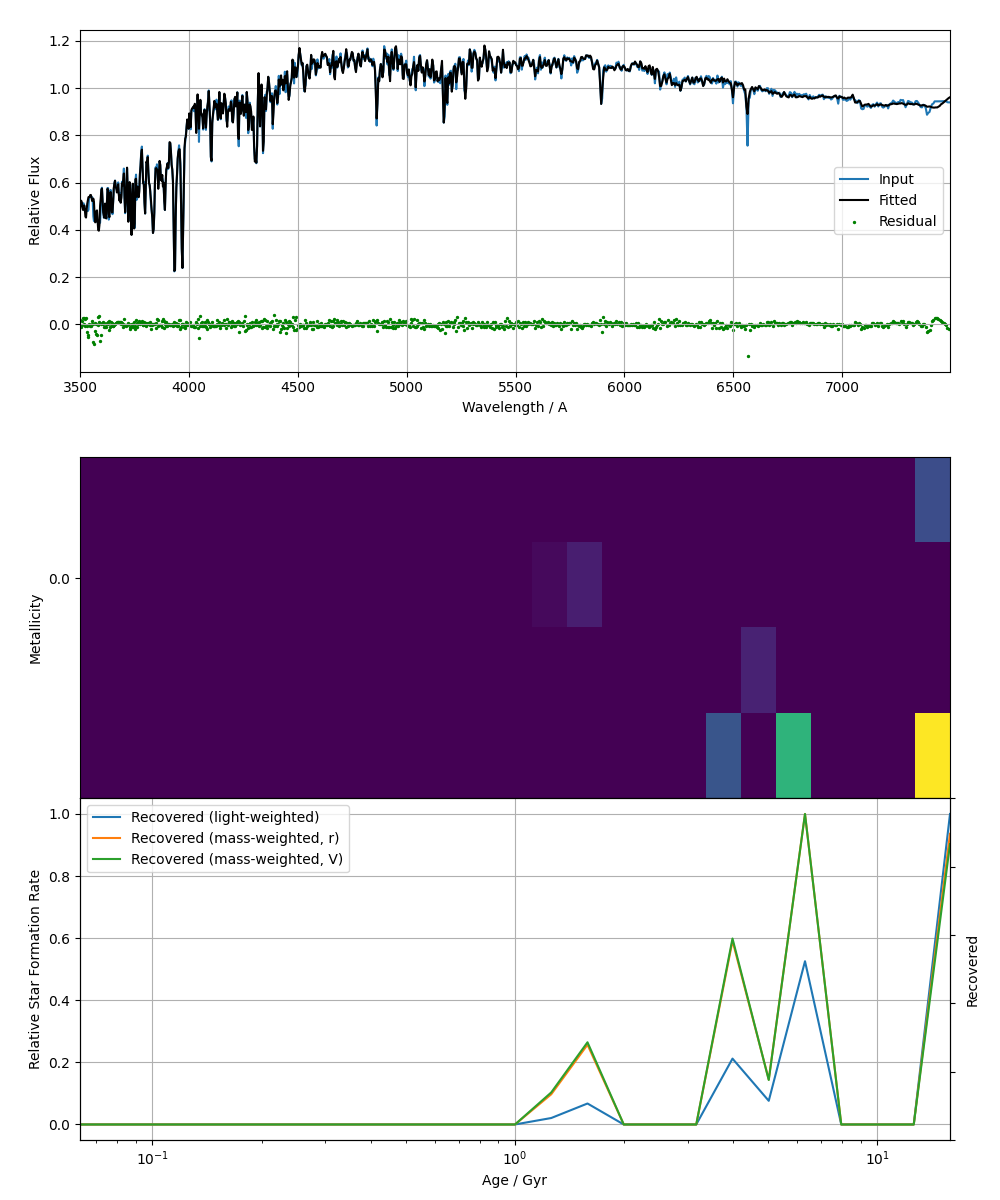 1.2
1.0
0.8
0.6
0.4
0.2
0.0
Relative Flux
Input
Fitted
Residual
3500 4000 4500 5000 5500 6000 6500 7000
Wavelength / A
0.0
Metallicity
1.0
0.8
0.6
0.4
0.2
0.0
Relative Star Formation Rate
Recovered (light-weighted)
Recovered (mass-weighted, r)
Recovered (mass-weighted, V)
Recovered
10⁻¹ 10⁰ 10¹
Age / Gyr